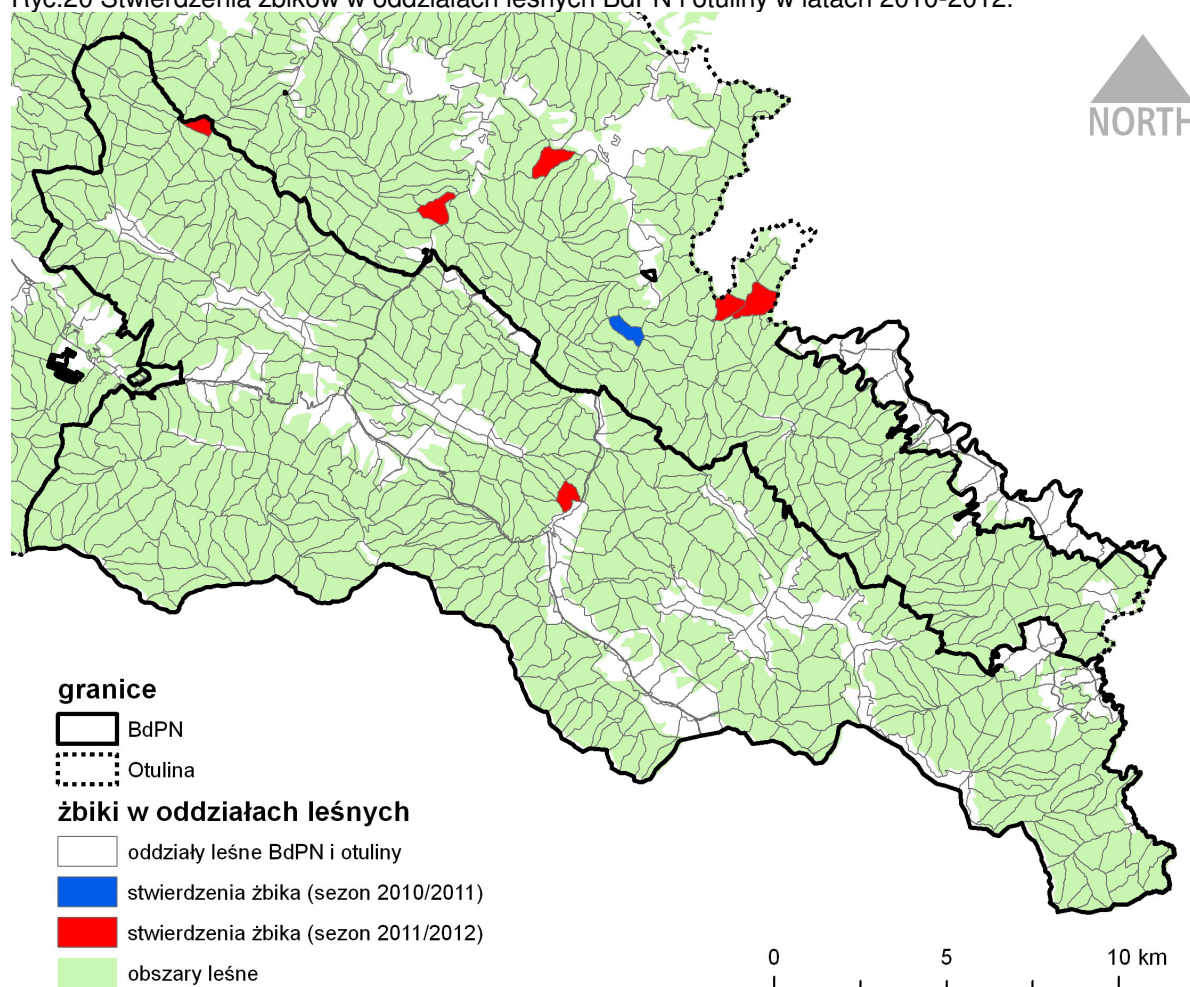 Ryc.20 Stwierdzenia żbików w oddziałach leśnych BdPN i otuliny w latach 2010-2012.
NORTH
granice
BdPN
Otulina
żbiki w oddziałach leśnych
oddziały leśne BdPN i otuliny
stwierdzenia żbika (sezon 2010/2011)
stwierdzenia żbika (sezon 2011/2012)
obszary leśne
0 5 10 km